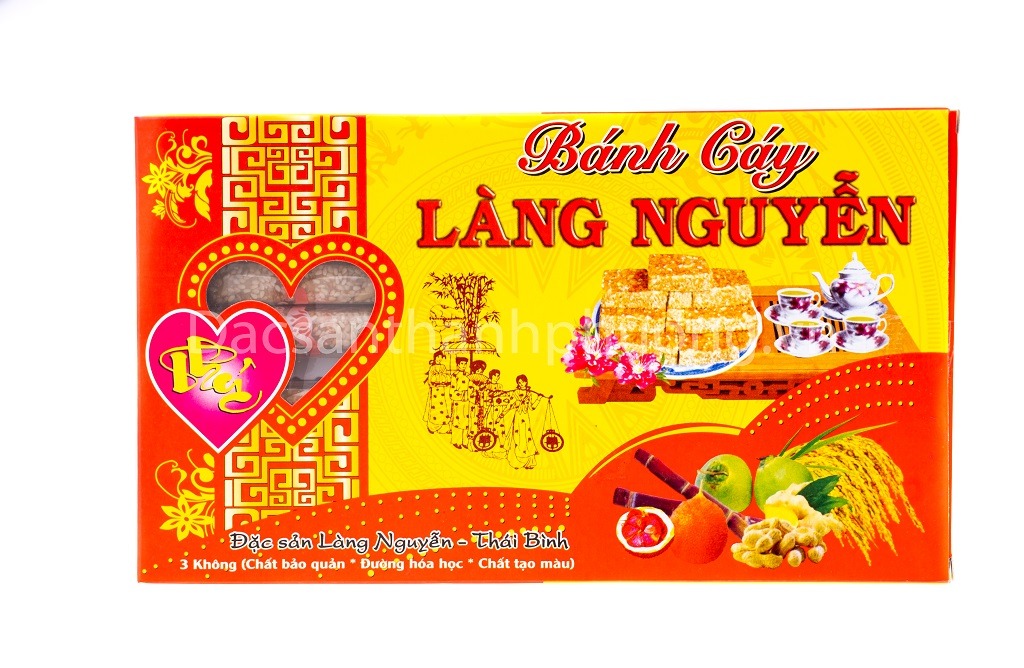 Bánh Cáy
LÀNG NGUYỄN
Đặc sản Làng Nguyễn - Thái Bình
3 Không (Chất bảo quản * Đường hóa học * Chất tạo màu)